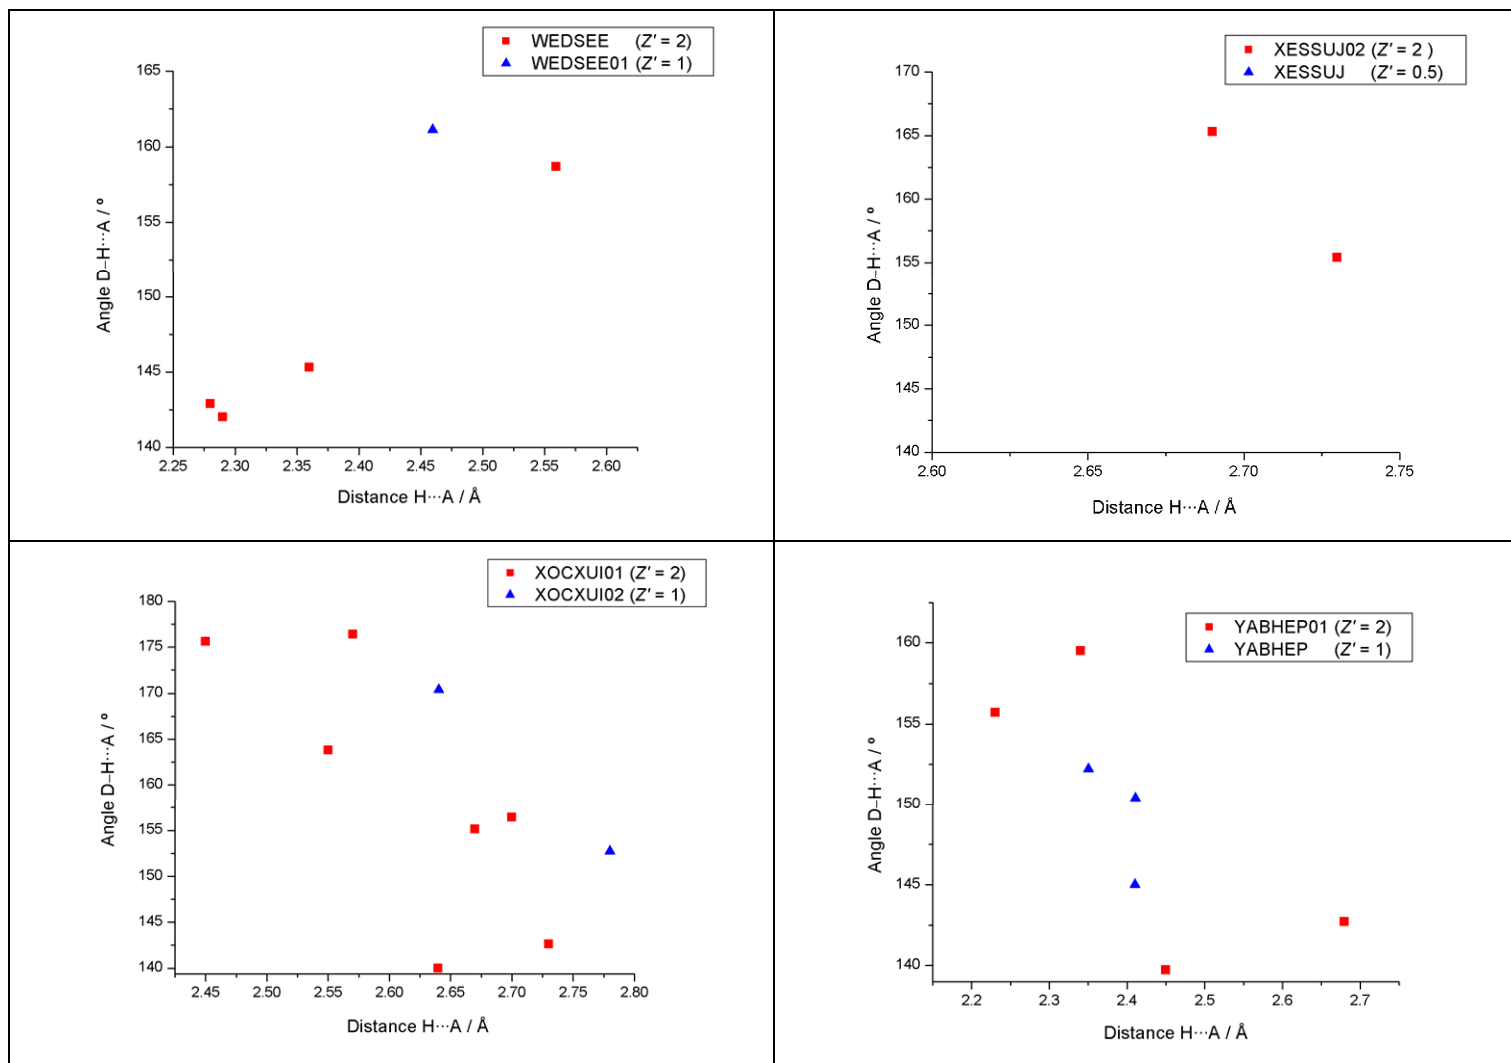 WEDSEE (Z' = 2)
WEDSEE01 (Z' = 1)
165
160
155
150
145
140
Angle D–H···A / º
2.25 2.30 2.35 2.40 2.45 2.50 2.55 2.60
Distance H···A / Å
XESSUJ02 (Z' = 2 )
XESSUJ (Z' = 0.5)
170
165
160
155
150
145
140
Angle D–H···A / º
2.60 2.65 2.70 2.75
Distance H···A / Å
XOCXUI01 (Z' = 2)
XOCXUI02 (Z' = 1)
180
175
170
165
160
155
150
145
140
Angle D–H···A / º
2.45 2.50 2.55 2.60 2.65 2.70 2.75 2.80
Distance H···A / Å
YABHEP01 (Z' = 2)
YABHEP (Z' = 1)
160
155
150
145
140
Angle D–H···A / º
2.2 2.3 2.4 2.5 2.6 2.7
Distance H···A / Å